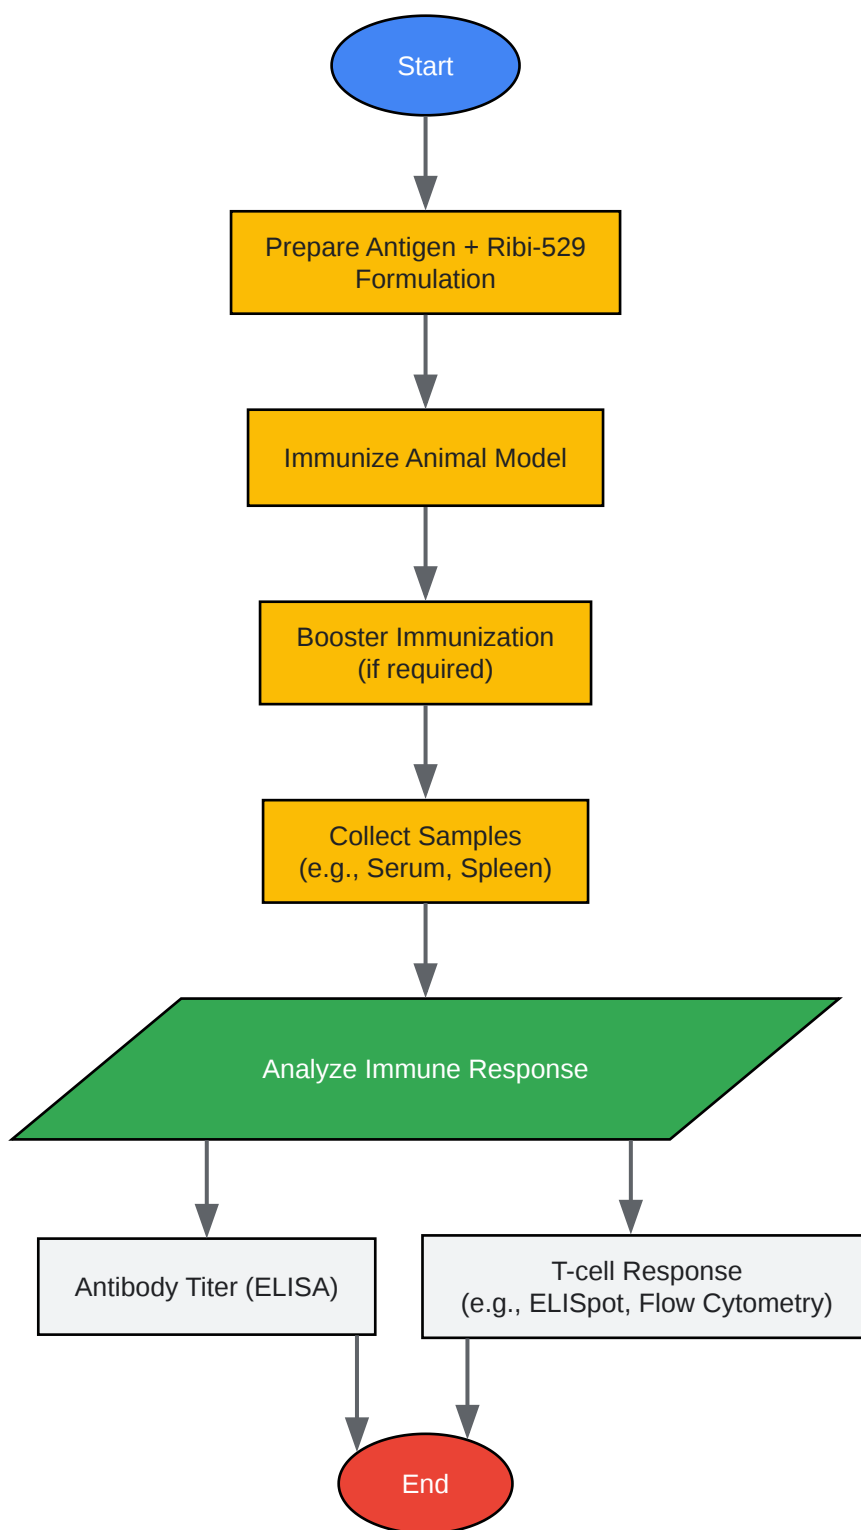 Start
Prepare Antigen + Ribi-529
Formulation
Immunize Animal Model
Booster Immunization
(if required)
Collect Samples
(e.g., Serum, Spleen)
Analyze Immune Response
Antibody Titer (ELISA)
T-cell Response
(e.g., ELISpot, Flow Cytometry)
End